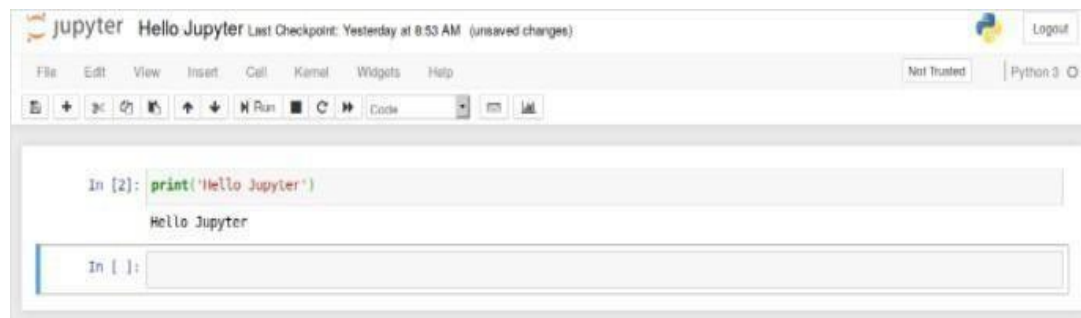 jupyter Hello Jupyter Last Checkpoint: Yesterday at 8:53 AM (unsaved changes) Logout
File Edit View Insert Cell Kernel Widgets Help Not Trusted Python 3
Run Code
In [2]: print('Hello Jupyter')
Hello Jupyter
In [ ]: